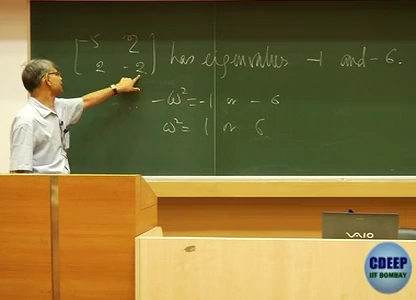 [-5 2
2 -2] has eigenvalues -1 and -6.
-ω² = -1 or -6
ω² = 1 or 6
VAIO
CDEEP
IIT BOMBAY